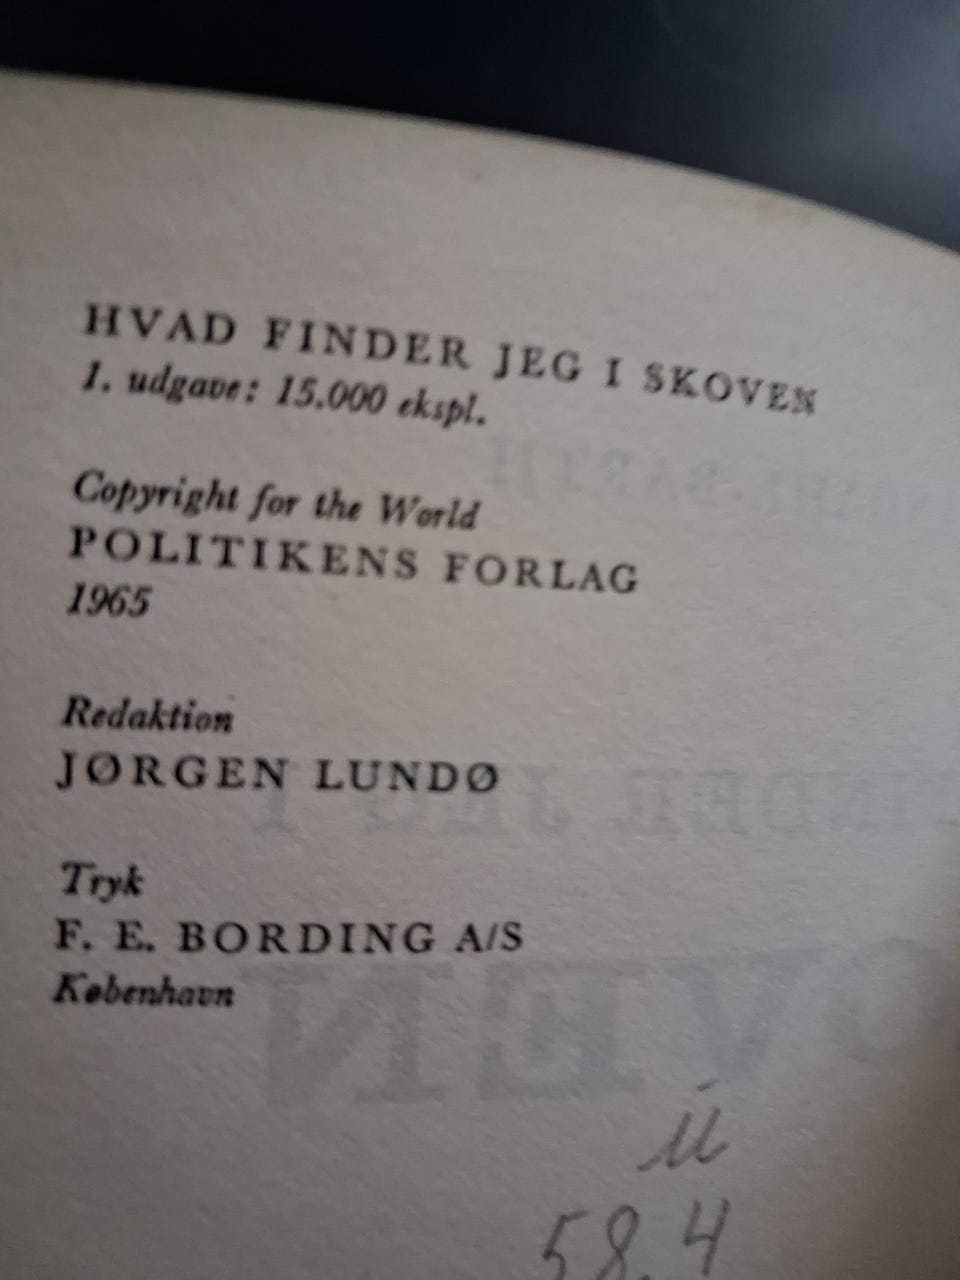 HVAD FINDER JEG I SKOVEN
1. udgave: 15.000 ekspl.
Copyright for the World
POLITIKENS FORLAG
1965
Redaktion
JØRGEN LUNDØ
Tryk
F. E. BORDING A/S
København
58.4